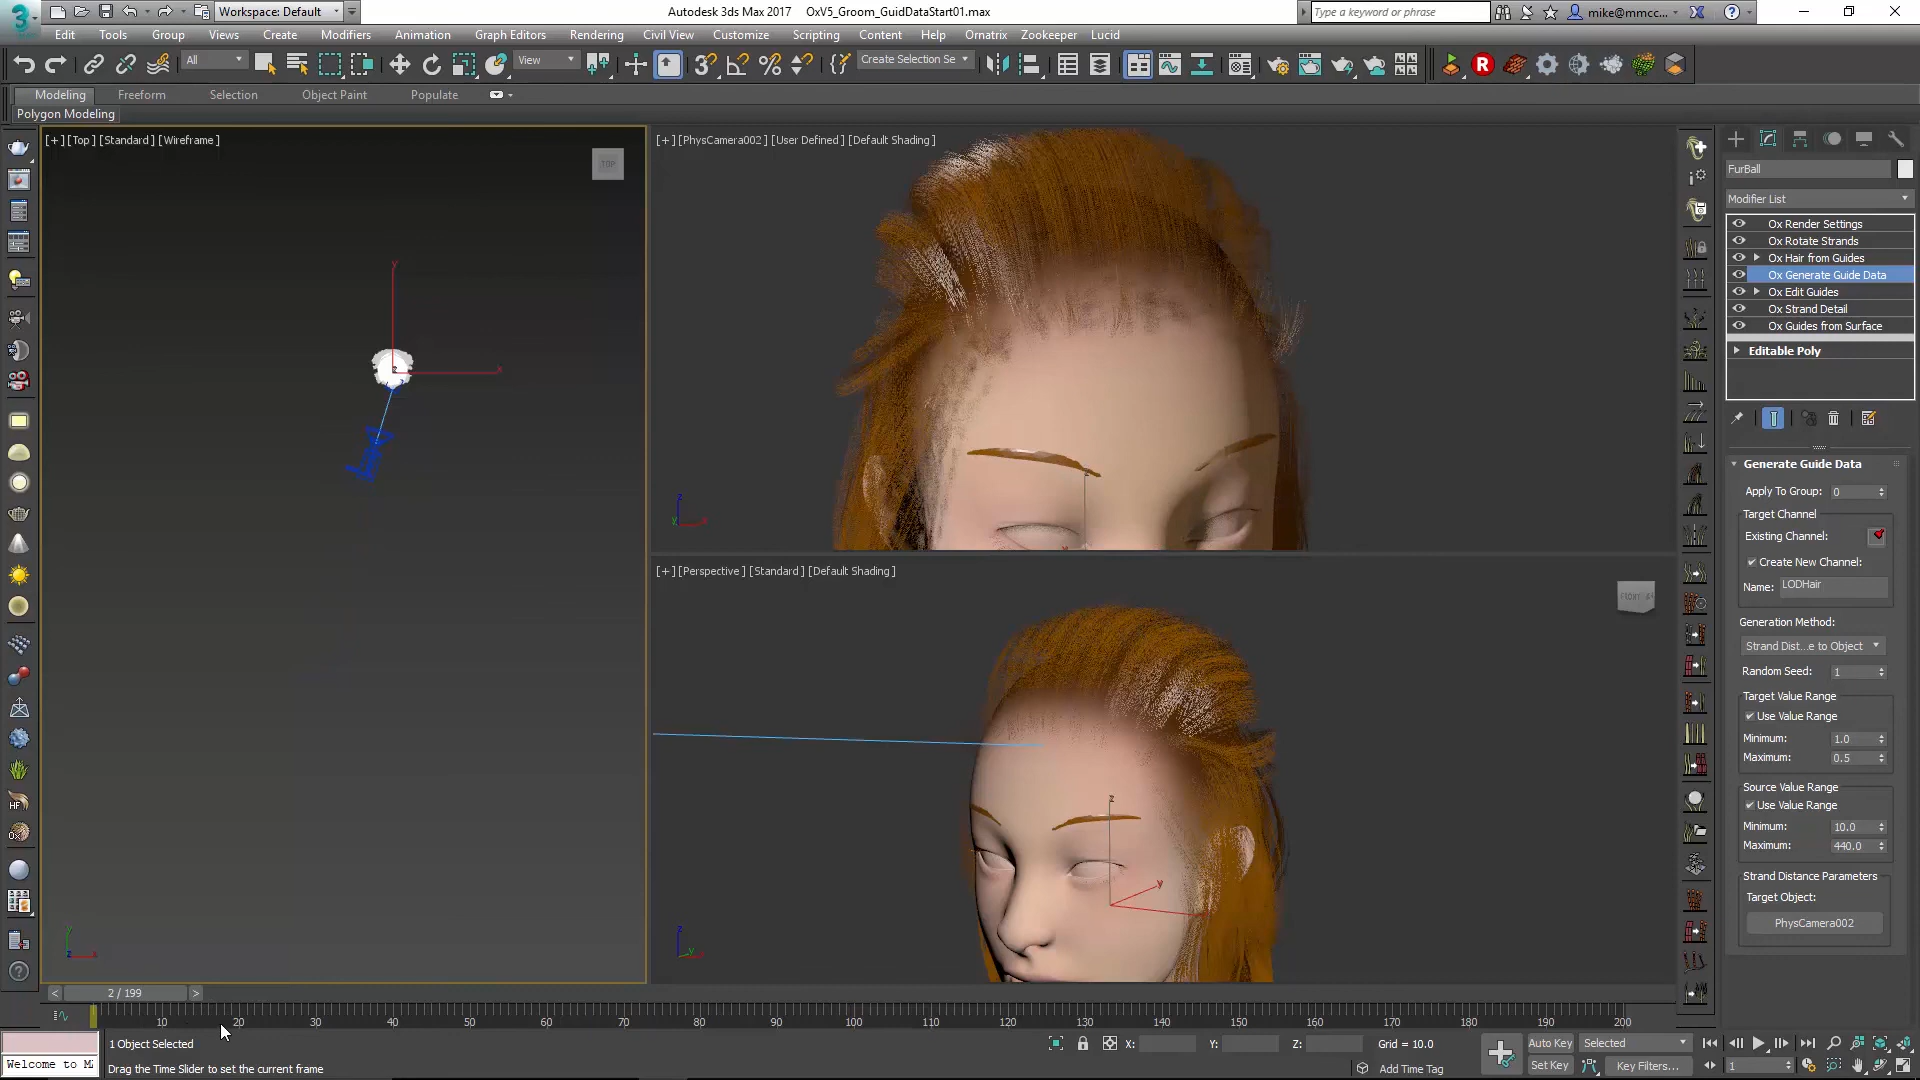 Workspace: Default
Autodesk 3ds Max 2017
OxV5_Groom_GuidDataStart01.max
Type a keyword or phrase
mike@mmcc...
Edit
Tools
Group
Views
Create
Modifiers
Animation
Graph Editors
Rendering
Civil View
Customize
Scripting
Content
Help
Ornatrix
Zookeeper
Lucid
All
View
Create Selection Se
Modeling
Freeform
Selection
Object Paint
Populate
Polygon Modeling
[+] [Top] [Standard] [Wireframe]
TOP
[+] [PhysCamera002] [User Defined] [Default Shading]
[+] [Perspective] [Standard] [Default Shading]
FurBall
Modifier List
Ox Render Settings
Ox Rotate Strands
Ox Hair from Guides
Ox Generate Guide Data
Ox Edit Guides
Ox Strand Detail
Ox Guides from Surface
Editable Poly
Generate Guide Data
Apply To Group: 0
Target Channel
Existing Channel:
Create New Channel:
Name: LODHair
Generation Method:
Strand Dist...e to Object
Random Seed: 1
Target Value Range
Use Value Range
Minimum: 1.0
Maximum: 0.5
Source Value Range
Use Value Range
Minimum: 10.0
Maximum: 440.0
Strand Distance Parameters
Target Object:
PhysCamera002
< 2 / 199 >
10 20 30 40 50 60 70 80 90 100 110 120 130 140 150 160 170 180 190 200
1 Object Selected
X:
Y:
Z:
Grid = 10.0
Auto Key
Selected
Welcome to M
Drag the Time Slider to set the current frame
Add Time Tag
Set Key
Key Filters...
1